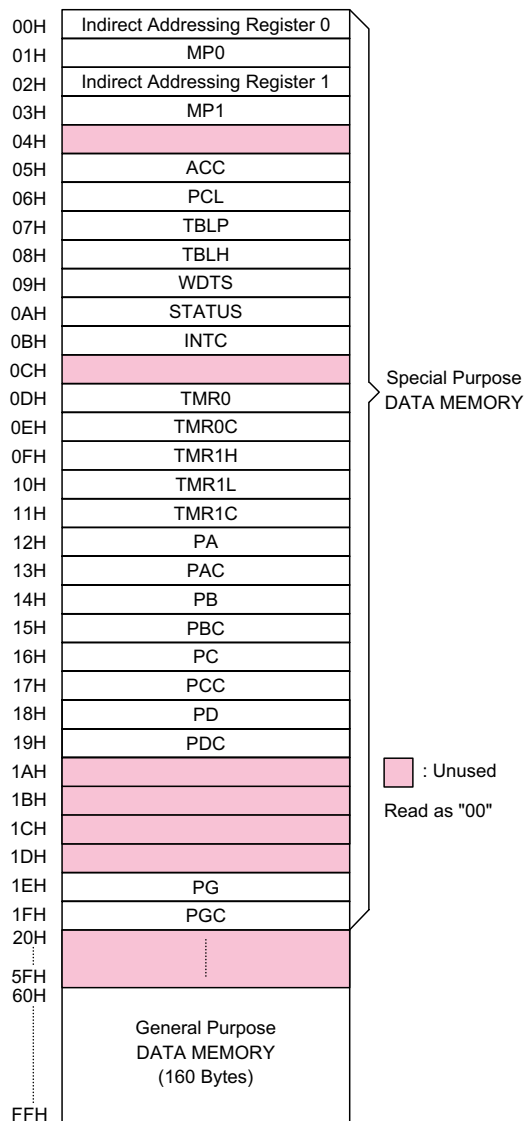 00H Indirect Addressing Register 0
01H MP0
02H Indirect Addressing Register 1
03H MP1
04H
05H ACC
06H PCL
07H TBLP
08H TBLH
09H WDTS
0AH STATUS
0BH INTC
0CH
0DH TMR0
0EH TMR0C
0FH TMR1H
10H TMR1L
11H TMR1C
12H PA
13H PAC
14H PB
15H PBC
16H PC
17H PCC
18H PD
19H PDC
1AH
1BH
1CH
1DH
1EH PG
1FH PGC
20H
5FH
60H
General Purpose
DATA MEMORY
(160 Bytes)
FFH
Special Purpose
DATA MEMORY
: Unused
Read as "00"